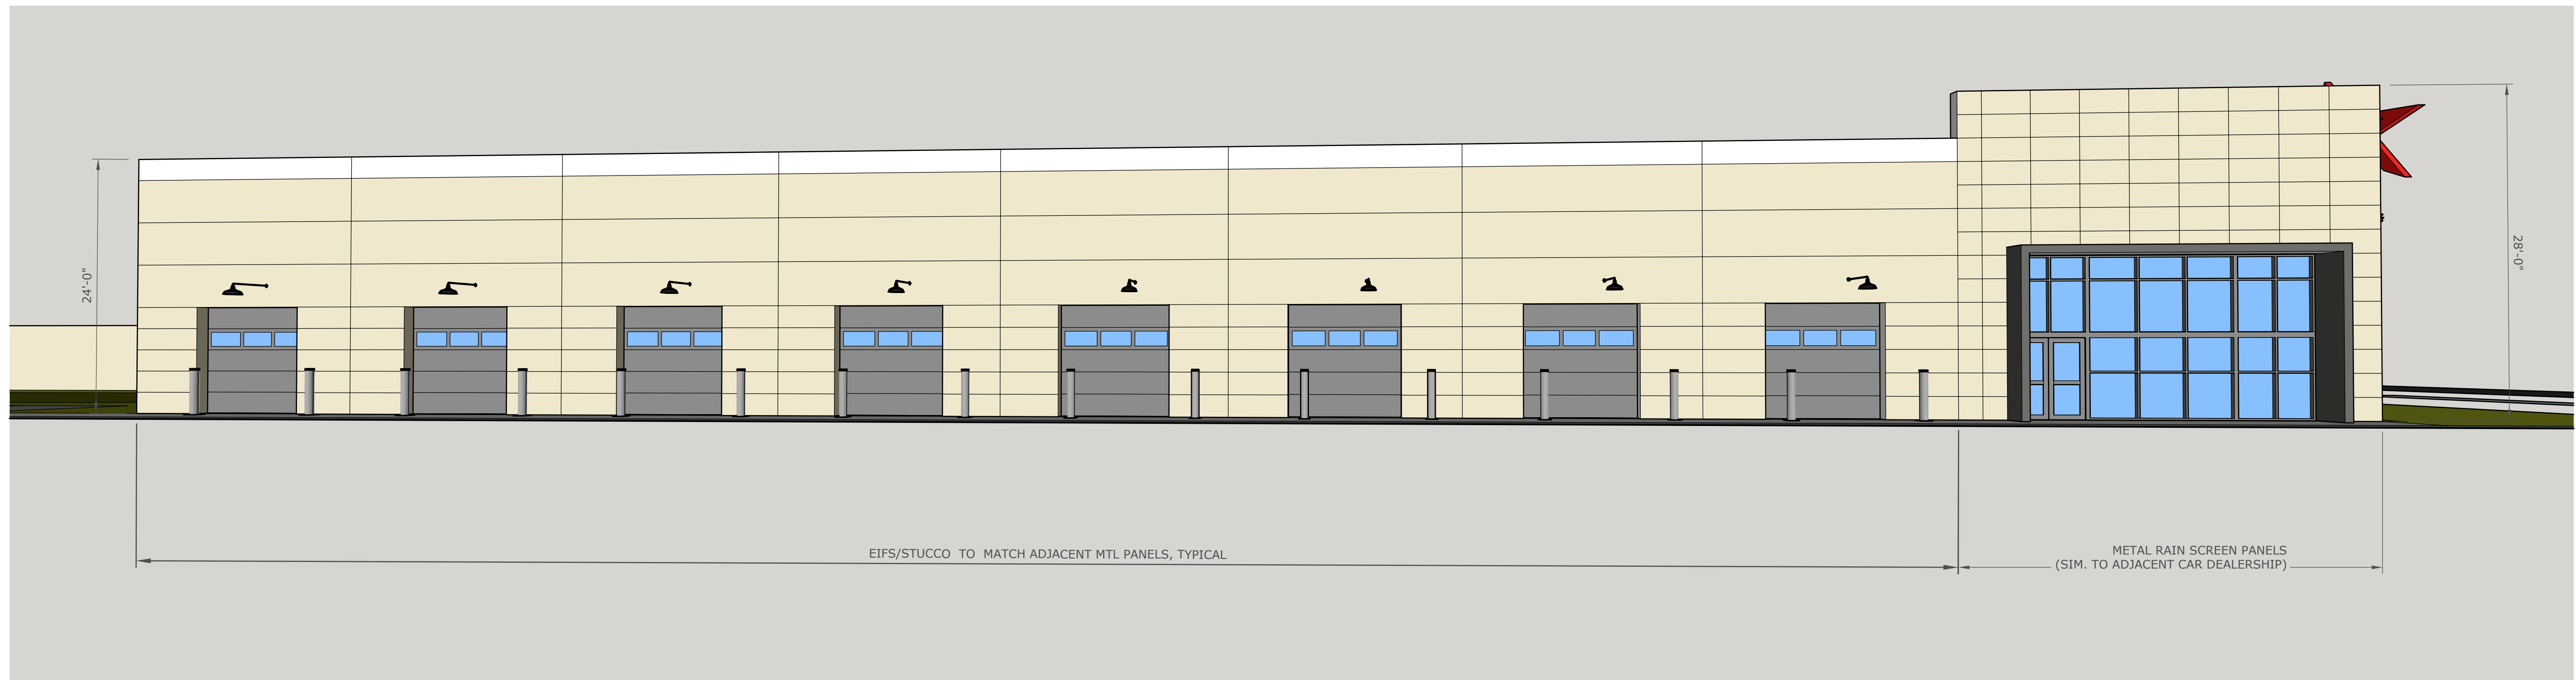 24'-0"
28'-0"
EIFS/STUCCO TO MATCH ADJACENT MTL PANELS, TYPICAL
METAL RAIN SCREEN PANELS
(SIM. TO ADJACENT CAR DEALERSHIP)